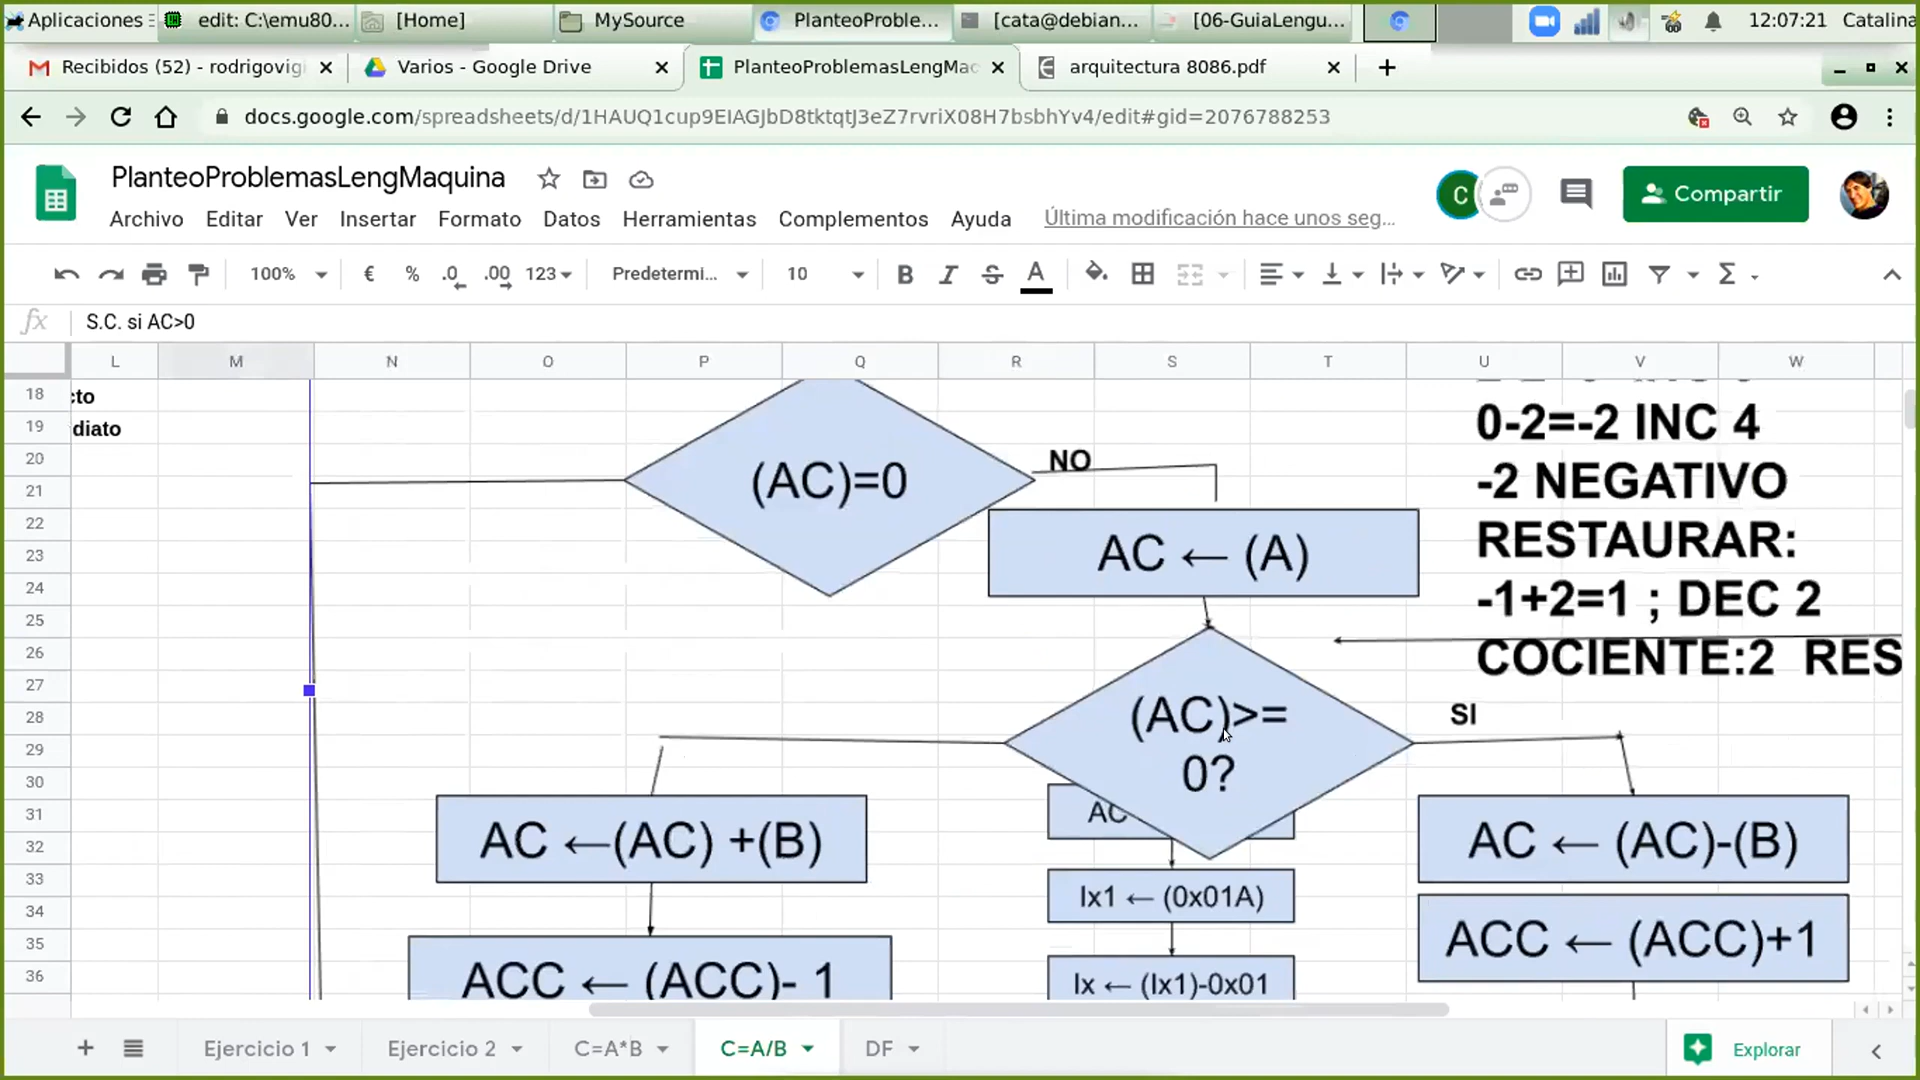 Aplicaciones
edit: C:\emu80...
[Home]
MySource
PlanteoProble...
[cata@debian...
[06-GuiaLengu...
12:07:21
Catalina
Recibidos (52) - rodrigovig
Varios - Google Drive
PlanteoProblemasLengMac
arquitectura 8086.pdf
docs.google.com/spreadsheets/d/1HAUQ1cup9EIAGJbD8tktqtJ3eZ7rvriX08H7bsbhYv4/edit#gid=2076788253
PlanteoProblemasLengMaquina
C
Compartir
Archivo Editar Ver Insertar Formato Datos Herramientas Complementos Ayuda
Última modificación hace unos seg...
100% € % .0 .00 123 Predetermi... 10 B I S A Σ
fx S.C. si AC>0
L M N O P Q R S T U V W
18
cto
19
diato
20
21
22
23
24
25
26
27
28
29
30
31
32
33
34
35
36
(AC)=0
NO
0-2=-2 INC 4
-2 NEGATIVO
RESTAURAR:
-1+2=1 ; DEC 2
COCIENTE:2 RES
AC ← (A)
(AC)>=
0?
SI
AC ←(AC) +(B)
AC
AC ← (AC)-(B)
Ix1 ← (0x01A)
ACC ← (ACC)+1
ACC ← (ACC)- 1
Ix ← (Ix1)-0x01
Ejercicio 1
Ejercicio 2
C=A*B
C=A/B
DF
Explorar